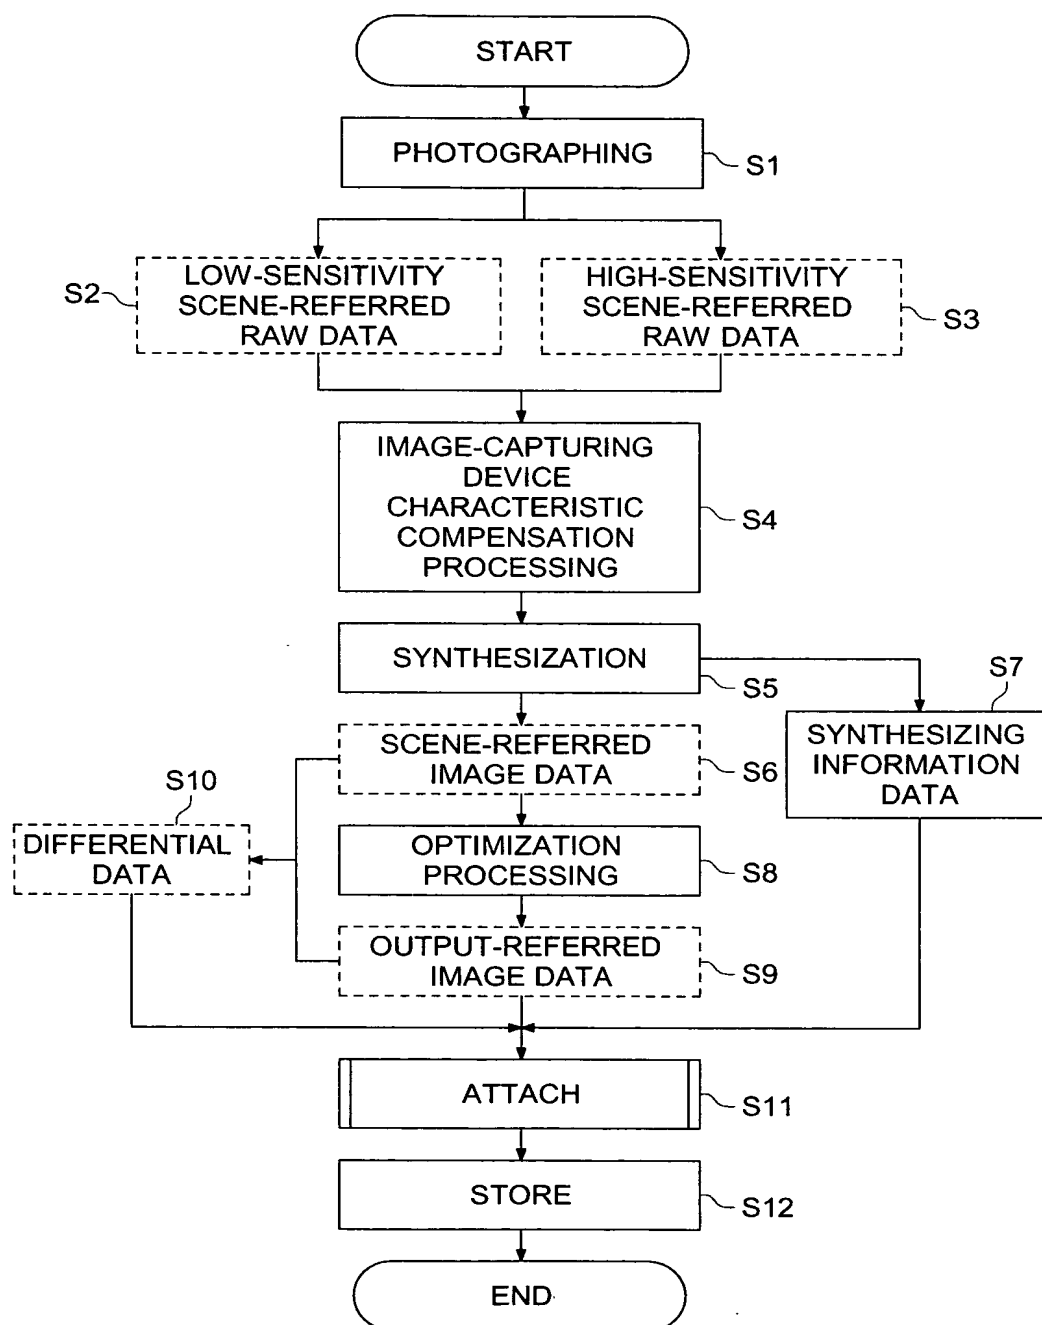 START
PHOTOGRAPHING
S1
S2
LOW-SENSITIVITY
SCENE-REFERRED
RAW DATA
HIGH-SENSITIVITY
SCENE-REFERRED
RAW DATA
S3
IMAGE-CAPTURING
DEVICE
CHARACTERISTIC
COMPENSATION
PROCESSING
S4
SYNTHESIZATION
S5
S7
SYNTHESIZING
INFORMATION
DATA
SCENE-REFERRED
IMAGE DATA
S6
S10
DIFFERENTIAL
DATA
OPTIMIZATION
PROCESSING
S8
OUTPUT-REFERRED
IMAGE DATA
S9
ATTACH
S11
STORE
S12
END